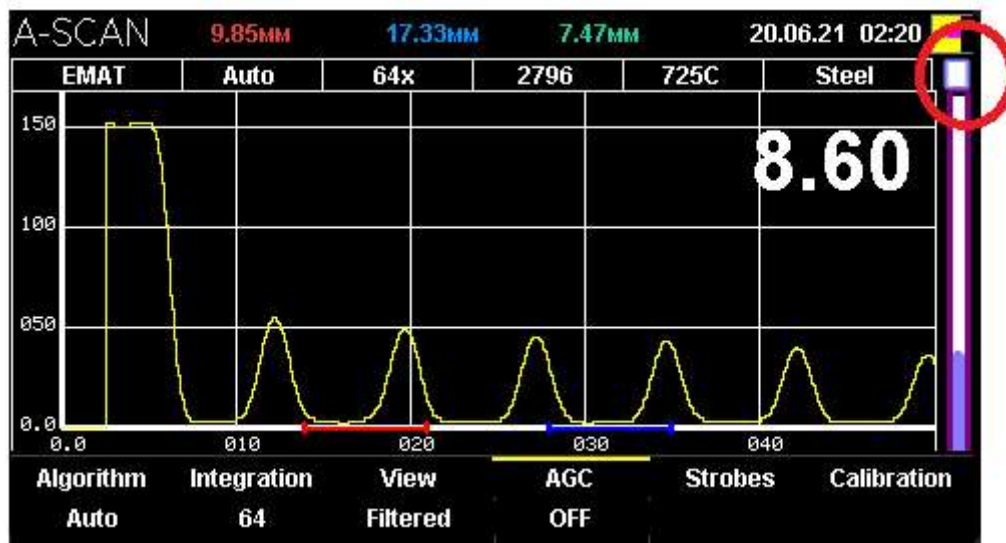 A-SCAN 9.85мм 17.33мм 7.47мм 20.06.21 02:20
EMAT Auto 64x 2796 725C Steel
150
8.60
100
050
0.0
0.0 010 020 030 040
Algorithm Integration View AGC Strobes Calibration
Auto 64 Filtered OFF